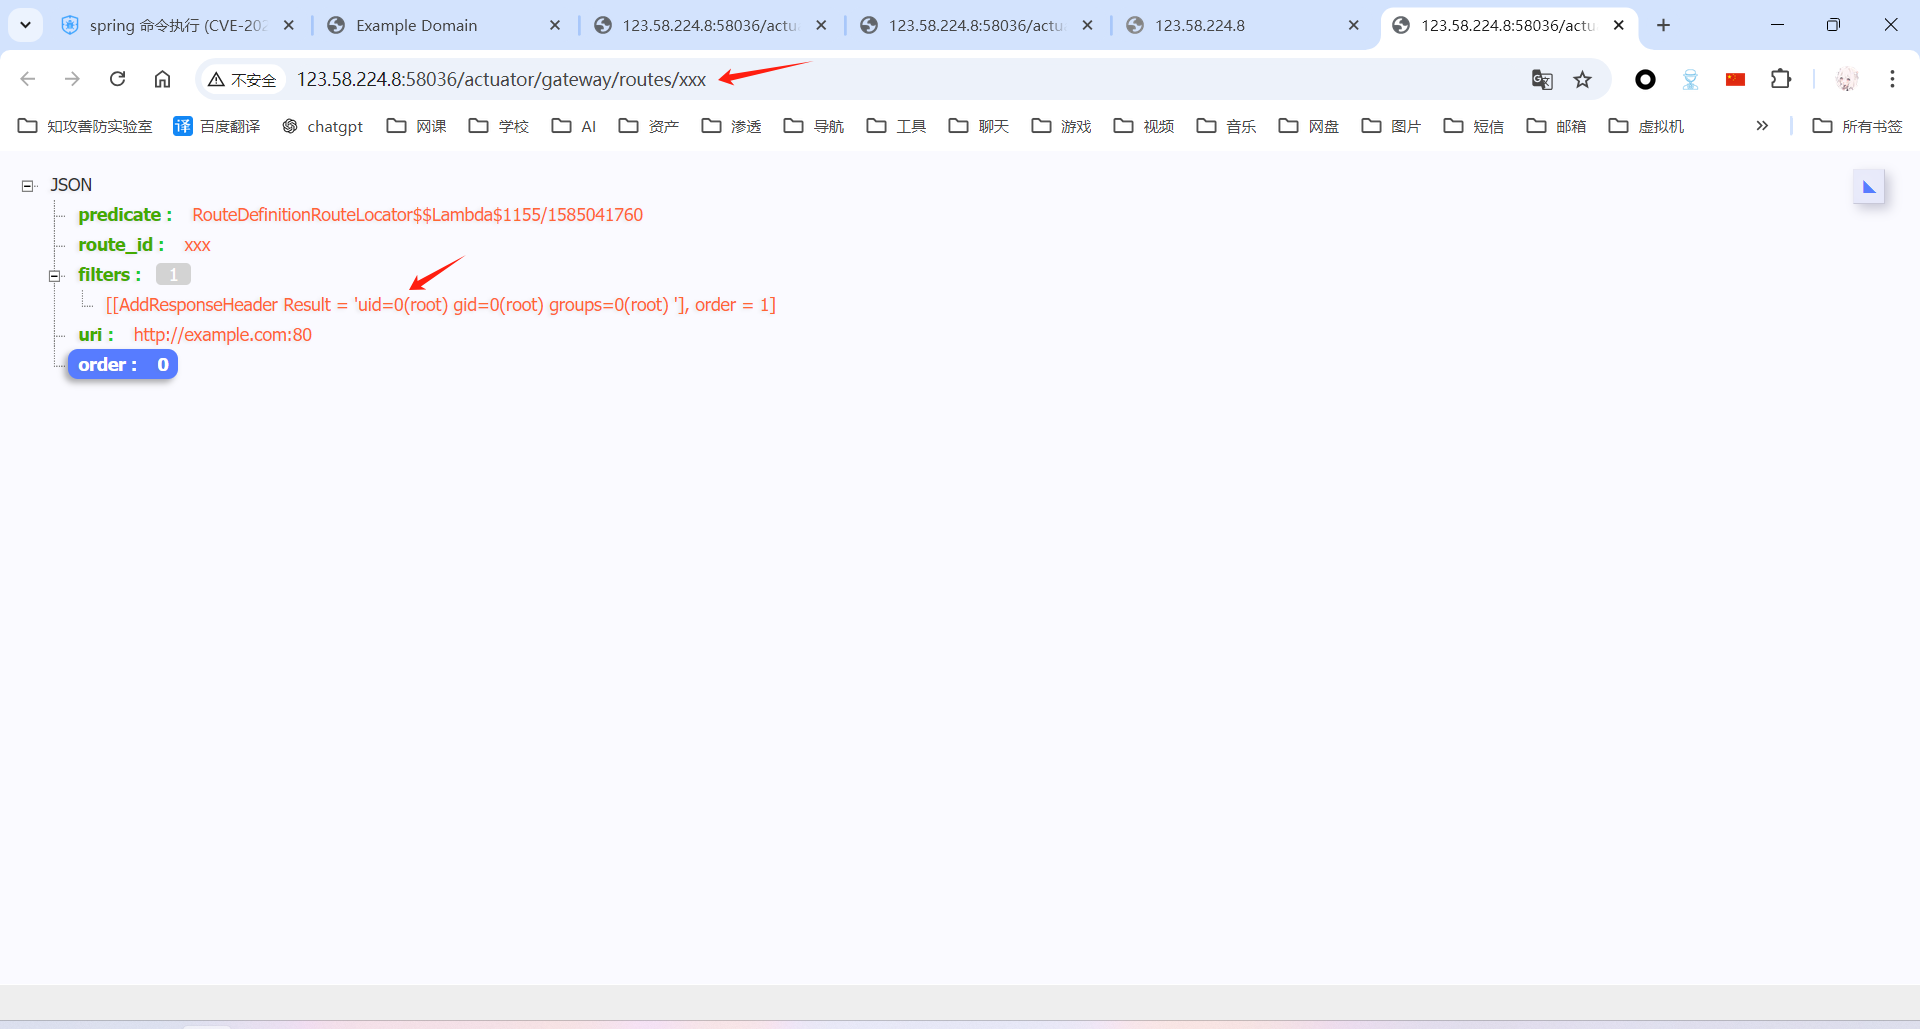 spring 命令执行 (CVE-202
Example Domain
123.58.224.8:58036/actu
123.58.224.8:58036/actu
123.58.224.8
123.58.224.8:58036/actu
不安全
123.58.224.8:58036/actuator/gateway/routes/xxx
知攻善防实验室
译 百度翻译
chatgpt
网课
学校
AI
资产
渗透
导航
工具
聊天
游戏
视频
音乐
网盘
图片
短信
邮箱
虚拟机
所有书签
JSON
predicate : RouteDefinitionRouteLocator$$Lambda$1155/1585041760
route_id : xxx
filters : 1
[[AddResponseHeader Result = 'uid=0(root) gid=0(root) groups=0(root) '], order = 1]
uri : http://example.com:80
order : 0